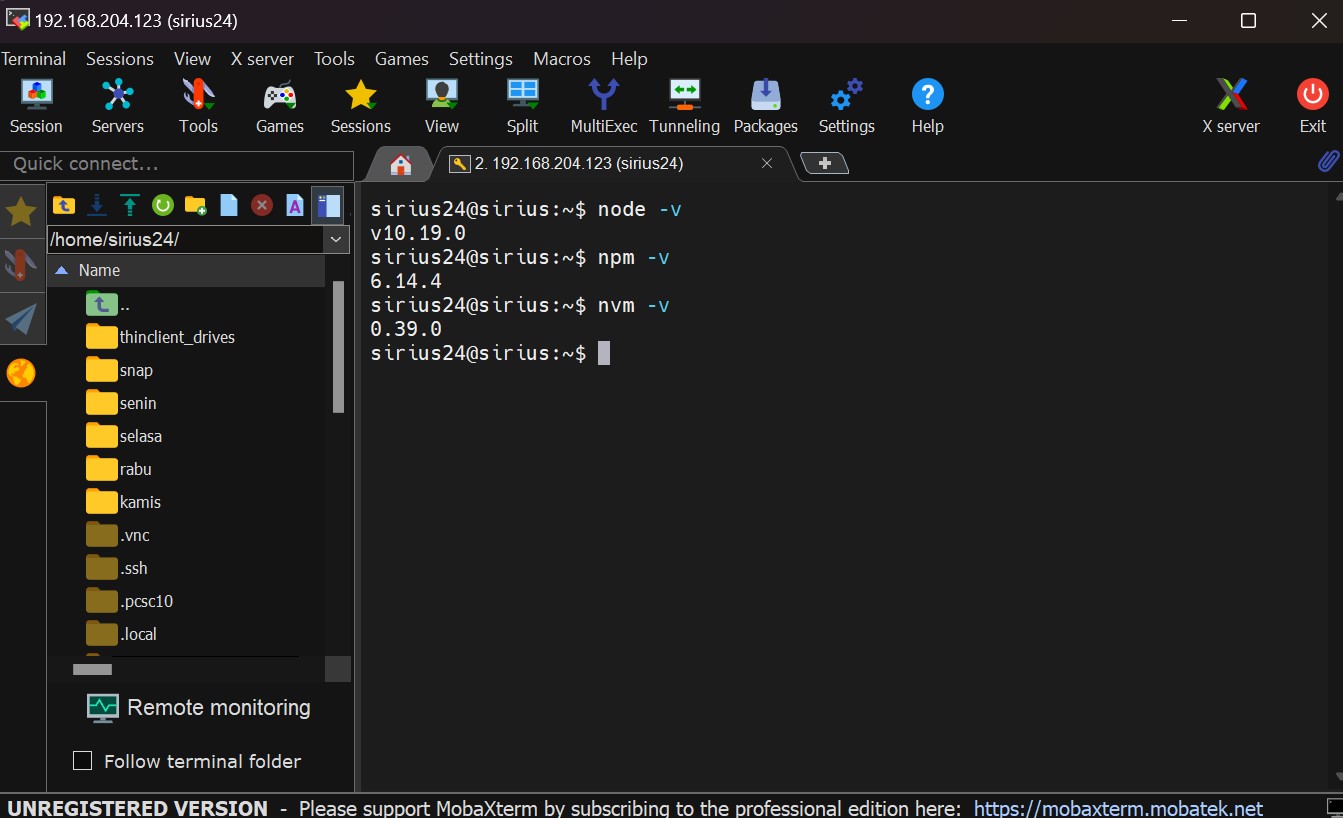 192.168.204.123 (sirius24)
Terminal Sessions View X server Tools Games Settings Macros Help
Session Servers Tools Games Sessions View Split MultiExec Tunneling Packages Settings Help X server Exit
Quick connect...
2. 192.168.204.123 (sirius24)
/home/sirius24/
Name
..
thinclient_drives
snap
senin
selasa
rabu
kamis
.vnc
.ssh
.pcsc10
.local
Remote monitoring
Follow terminal folder
sirius24@sirius:~$ node -v
v10.19.0
sirius24@sirius:~$ npm -v
6.14.4
sirius24@sirius:~$ nvm -v
0.39.0
sirius24@sirius:~$
UNREGISTERED VERSION - Please support MobaXterm by subscribing to the professional edition here: https://mobaxterm.mobatek.net